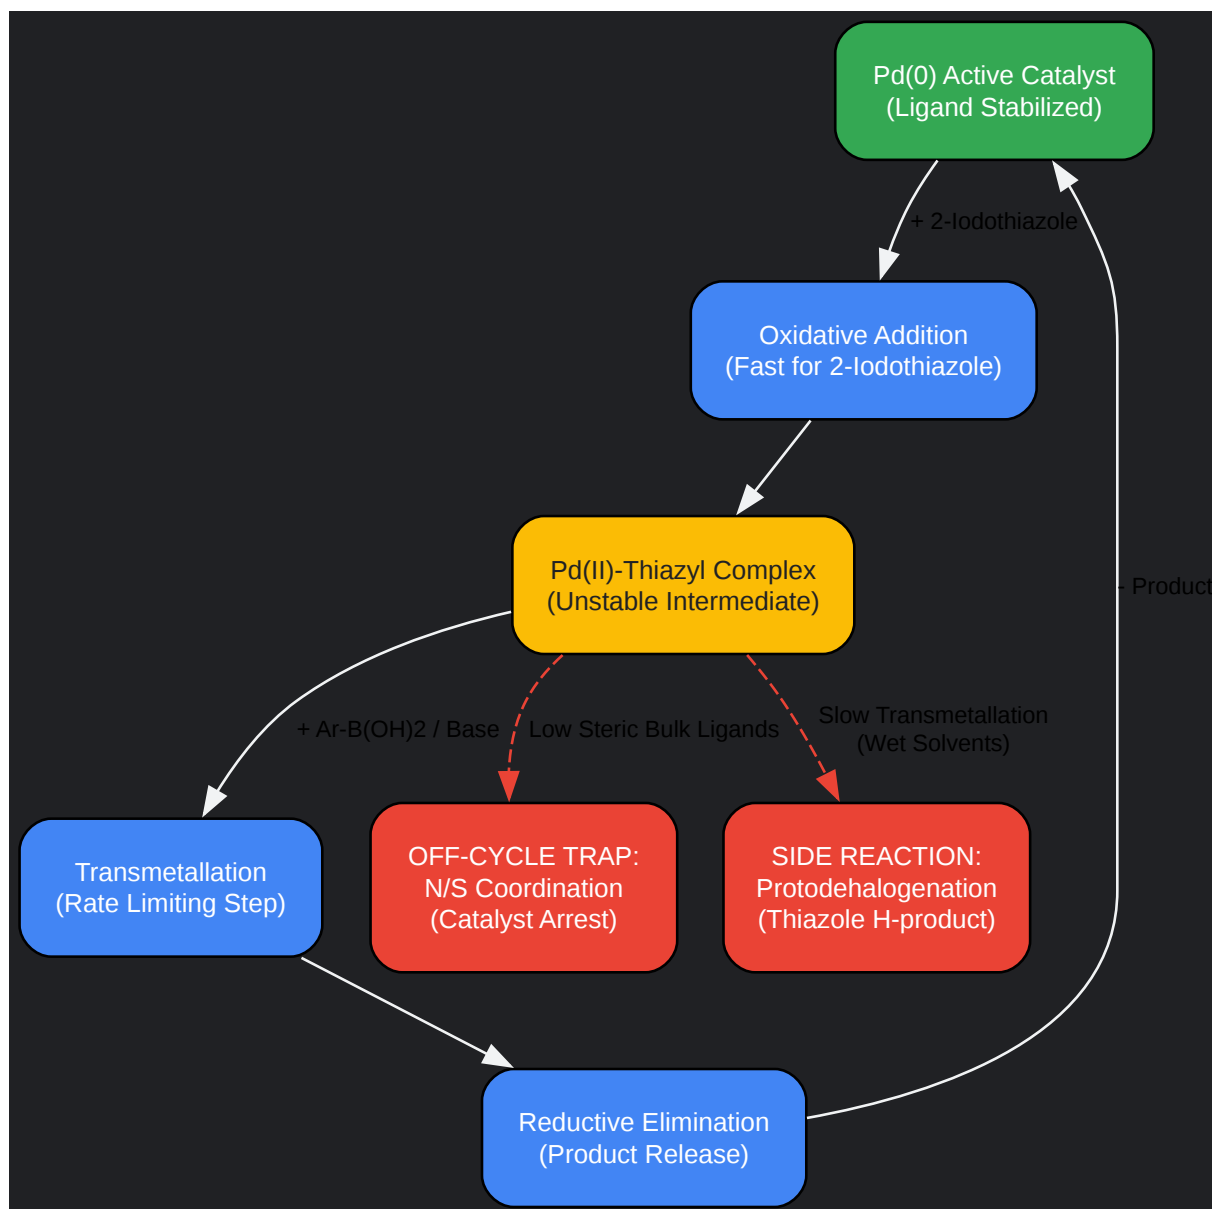 Pd(0) Active Catalyst
(Ligand Stabilized)
+ 2-Iodothiazole
Oxidative Addition
(Fast for 2-Iodothiazole)
Pd(II)-Thiazyl Complex
(Unstable Intermediate)
- Product
+ Ar-B(OH)2 / Base
Low Steric Bulk Ligands
Slow Transmetallation
(Wet Solvents)
Transmetallation
(Rate Limiting Step)
OFF-CYCLE TRAP:
N/S Coordination
(Catalyst Arrest)
SIDE REACTION:
Protodehalogenation
(Thiazole H-product)
Reductive Elimination
(Product Release)